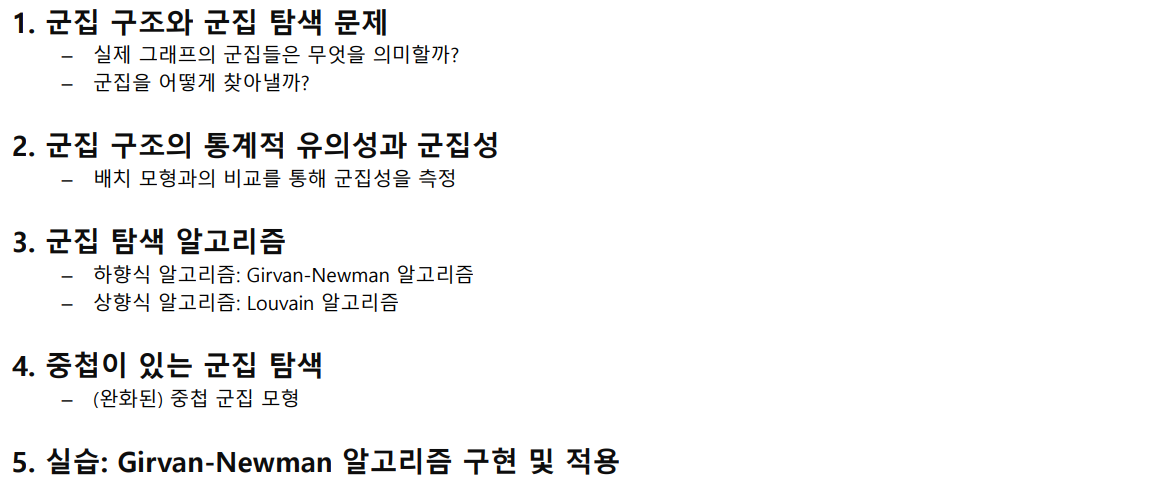 1. 군집 구조와 군집 탐색 문제
– 실제 그래프의 군집들은 무엇을 의미할까?
– 군집을 어떻게 찾아낼까?
2. 군집 구조의 통계적 유의성과 군집성
– 배치 모형과의 비교를 통해 군집성을 측정
3. 군집 탐색 알고리즘
– 하향식 알고리즘: Girvan-Newman 알고리즘
– 상향식 알고리즘: Louvain 알고리즘
4. 중첩이 있는 군집 탐색
– (완화된) 중첩 군집 모형
5. 실습: Girvan-Newman 알고리즘 구현 및 적용